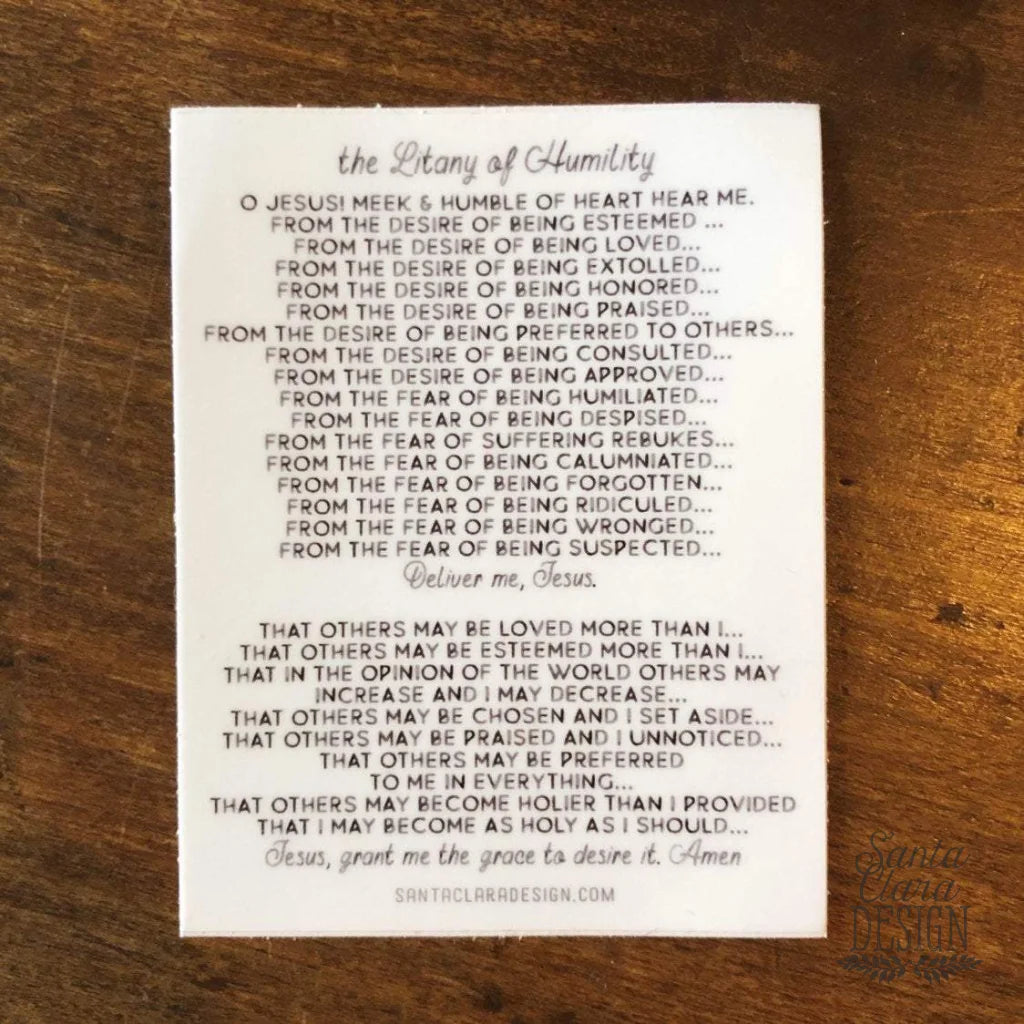 the Litany of Humility
O JESUS! MEEK & HUMBLE OF HEART HEAR ME.
FROM THE DESIRE OF BEING ESTEEMED ...
FROM THE DESIRE OF BEING LOVED...
FROM THE DESIRE OF BEING EXTOLLED...
FROM THE DESIRE OF BEING HONORED...
FROM THE DESIRE OF BEING PRAISED...
FROM THE DESIRE OF BEING PREFERRED TO OTHERS...
FROM THE DESIRE OF BEING CONSULTED...
FROM THE DESIRE OF BEING APPROVED...
FROM THE FEAR OF BEING HUMILIATED...
FROM THE FEAR OF BEING DESPISED...
FROM THE FEAR OF SUFFERING REBUKES...
FROM THE FEAR OF BEING CALUMNIATED...
FROM THE FEAR OF BEING FORGOTTEN...
FROM THE FEAR OF BEING RIDICULED...
FROM THE FEAR OF BEING WRONGED...
FROM THE FEAR OF BEING SUSPECTED...
Deliver me, Jesus.
THAT OTHERS MAY BE LOVED MORE THAN I...
THAT OTHERS MAY BE ESTEEMED MORE THAN I...
THAT IN THE OPINION OF THE WORLD OTHERS MAY
INCREASE AND I MAY DECREASE...
THAT OTHERS MAY BE CHOSEN AND I SET ASIDE...
THAT OTHERS MAY BE PRAISED AND I UNNOTICED...
THAT OTHERS MAY BE PREFERRED
TO ME IN EVERYTHING...
THAT OTHERS MAY BECOME HOLIER THAN I PROVIDED
THAT I MAY BECOME AS HOLY AS I SHOULD...
Jesus, grant me the grace to desire it. Amen
SANTACLARADESIGN.COM
Santa
Clara
DESIGN